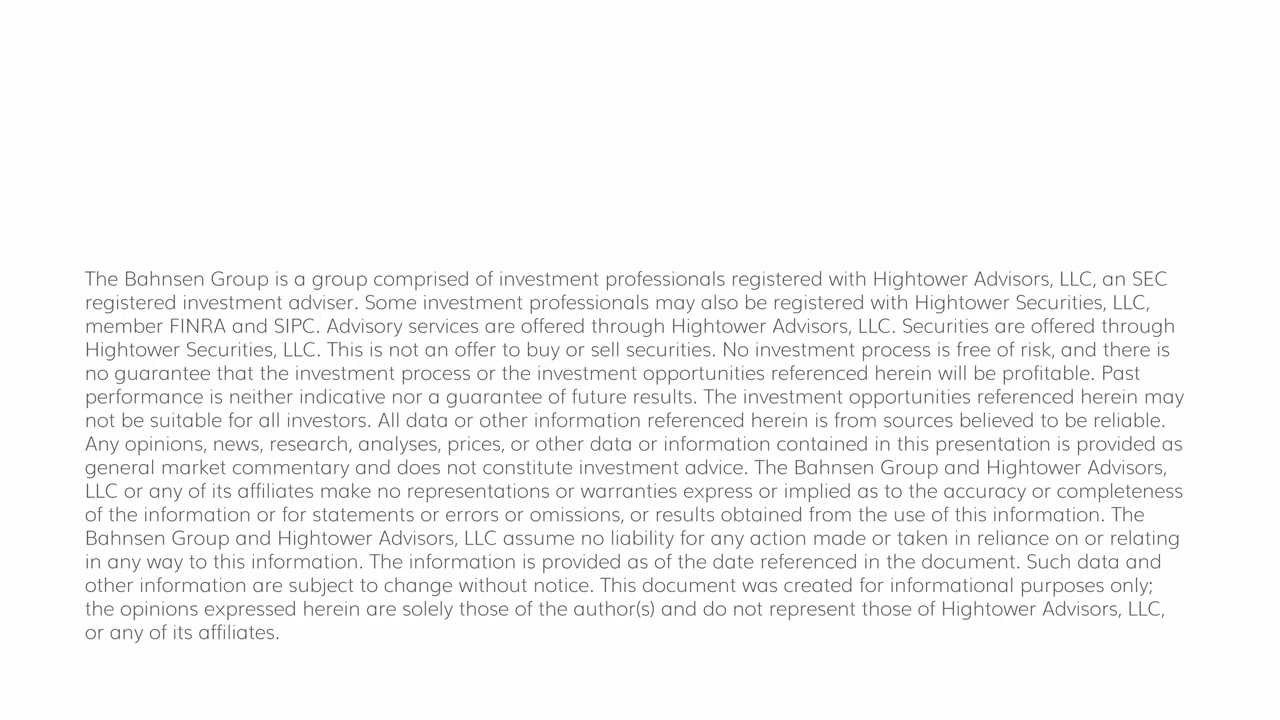 The Bahnsen Group is a group comprised of investment professionals registered with Hightower Advisors, LLC, an SEC
registered investment adviser. Some investment professionals may also be registered with Hightower Securities, LLC,
member FINRA and SIPC. Advisory services are offered through Hightower Advisors, LLC. Securities are offered through
Hightower Securities, LLC. This is not an offer to buy or sell securities. No investment process is free of risk, and there is
no guarantee that the investment process or the investment opportunities referenced herein will be profitable. Past
performance is neither indicative nor a guarantee of future results. The investment opportunities referenced herein may
not be suitable for all investors. All data or other information referenced herein is from sources believed to be reliable.
Any opinions, news, research, analyses, prices, or other data or information contained in this presentation is provided as
general market commentary and does not constitute investment advice. The Bahnsen Group and Hightower Advisors,
LLC or any of its affiliates make no representations or warranties express or implied as to the accuracy or completeness
of the information or for statements or errors or omissions, or results obtained from the use of this information. The
Bahnsen Group and Hightower Advisors, LLC assume no liability for any action made or taken in reliance on or relating
in any way to this information. The information is provided as of the date referenced in the document. Such data and
other information are subject to change without notice. This document was created for informational purposes only;
the opinions expressed herein are solely those of the author(s) and do not represent those of Hightower Advisors, LLC,
or any of its affiliates.